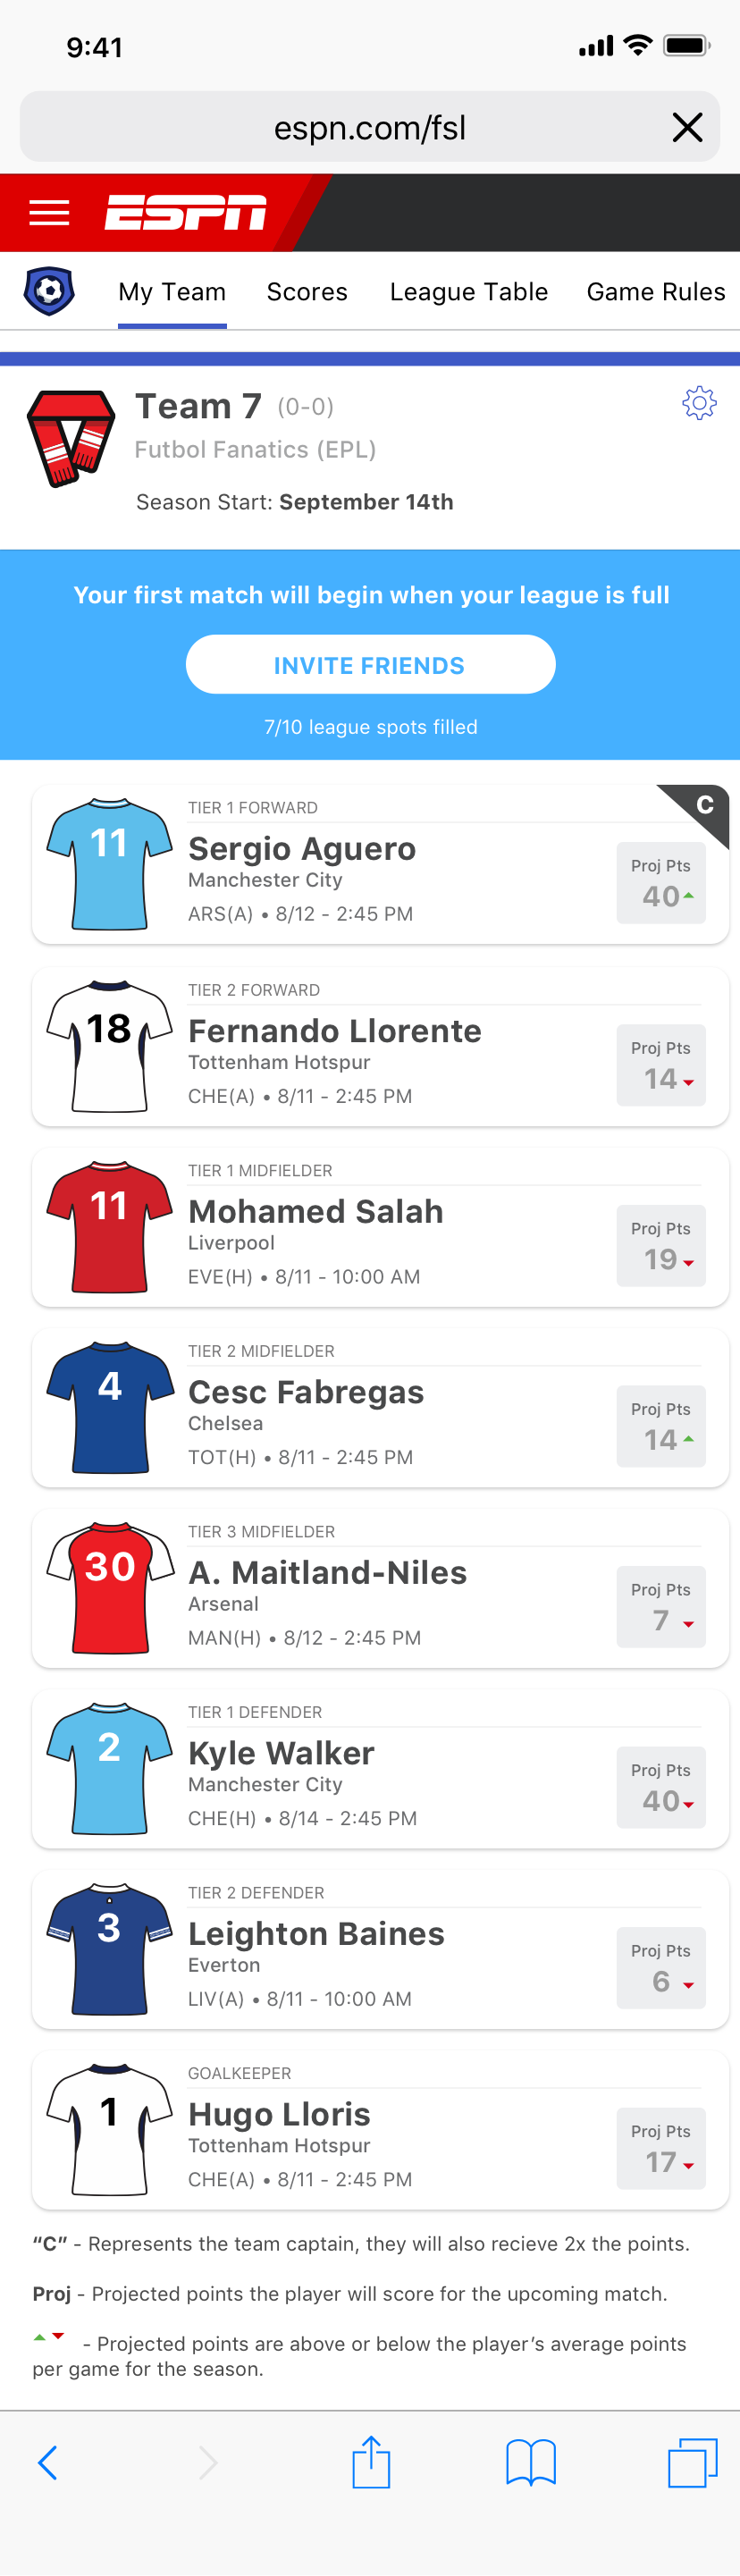 9:41
espn.com/fsl
ESPN
My Team Scores League Table Game Rules
Team 7 (0-0)
Futbol Fanatics (EPL)
Season Start: September 14th
Your first match will begin when your league is full
INVITE FRIENDS
7/10 league spots filled
C
TIER 1 FORWARD
11
Sergio Aguero
Manchester City
ARS(A) • 8/12 - 2:45 PM
Proj Pts
40
TIER 2 FORWARD
18
Fernando Llorente
Tottenham Hotspur
CHE(A) • 8/11 - 2:45 PM
Proj Pts
14
TIER 1 MIDFIELDER
11
Mohamed Salah
Liverpool
EVE(H) • 8/11 - 10:00 AM
Proj Pts
19
TIER 2 MIDFIELDER
4
Cesc Fabregas
Chelsea
TOT(H) • 8/11 - 2:45 PM
Proj Pts
14
TIER 3 MIDFIELDER
30
A. Maitland-Niles
Arsenal
MAN(H) • 8/12 - 2:45 PM
Proj Pts
7
TIER 1 DEFENDER
2
Kyle Walker
Manchester City
CHE(H) • 8/14 - 2:45 PM
Proj Pts
40
TIER 2 DEFENDER
3
Leighton Baines
Everton
LIV(A) • 8/11 - 10:00 AM
Proj Pts
6
GOALKEEPER
1
Hugo Lloris
Tottenham Hotspur
CHE(A) • 8/11 - 2:45 PM
Proj Pts
17
“C” - Represents the team captain, they will also recieve 2x the points.
Proj - Projected points the player will score for the upcoming match.
- Projected points are above or below the player’s average points
per game for the season.